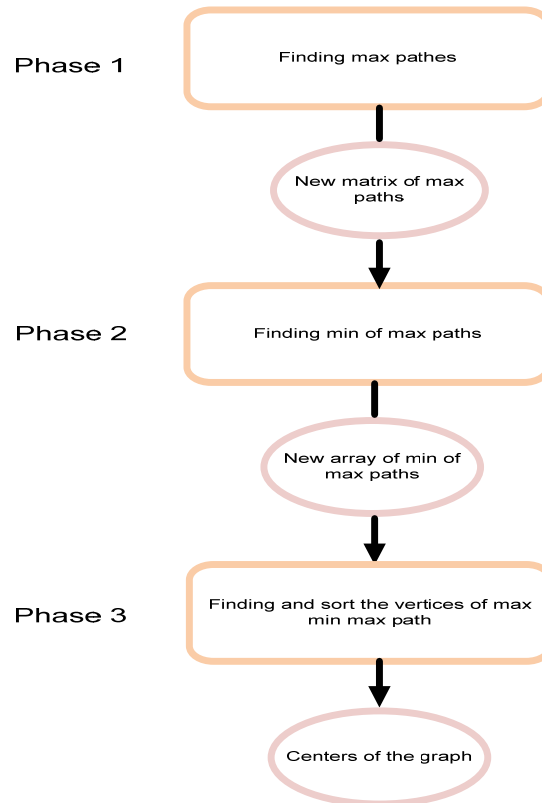 Phase 1
Finding max pathes
New matrix of max
paths
Phase 2
Finding min of max paths
New array of min of
max paths
Phase 3
Finding and sort the vertices of max
min max path
Centers of the graph